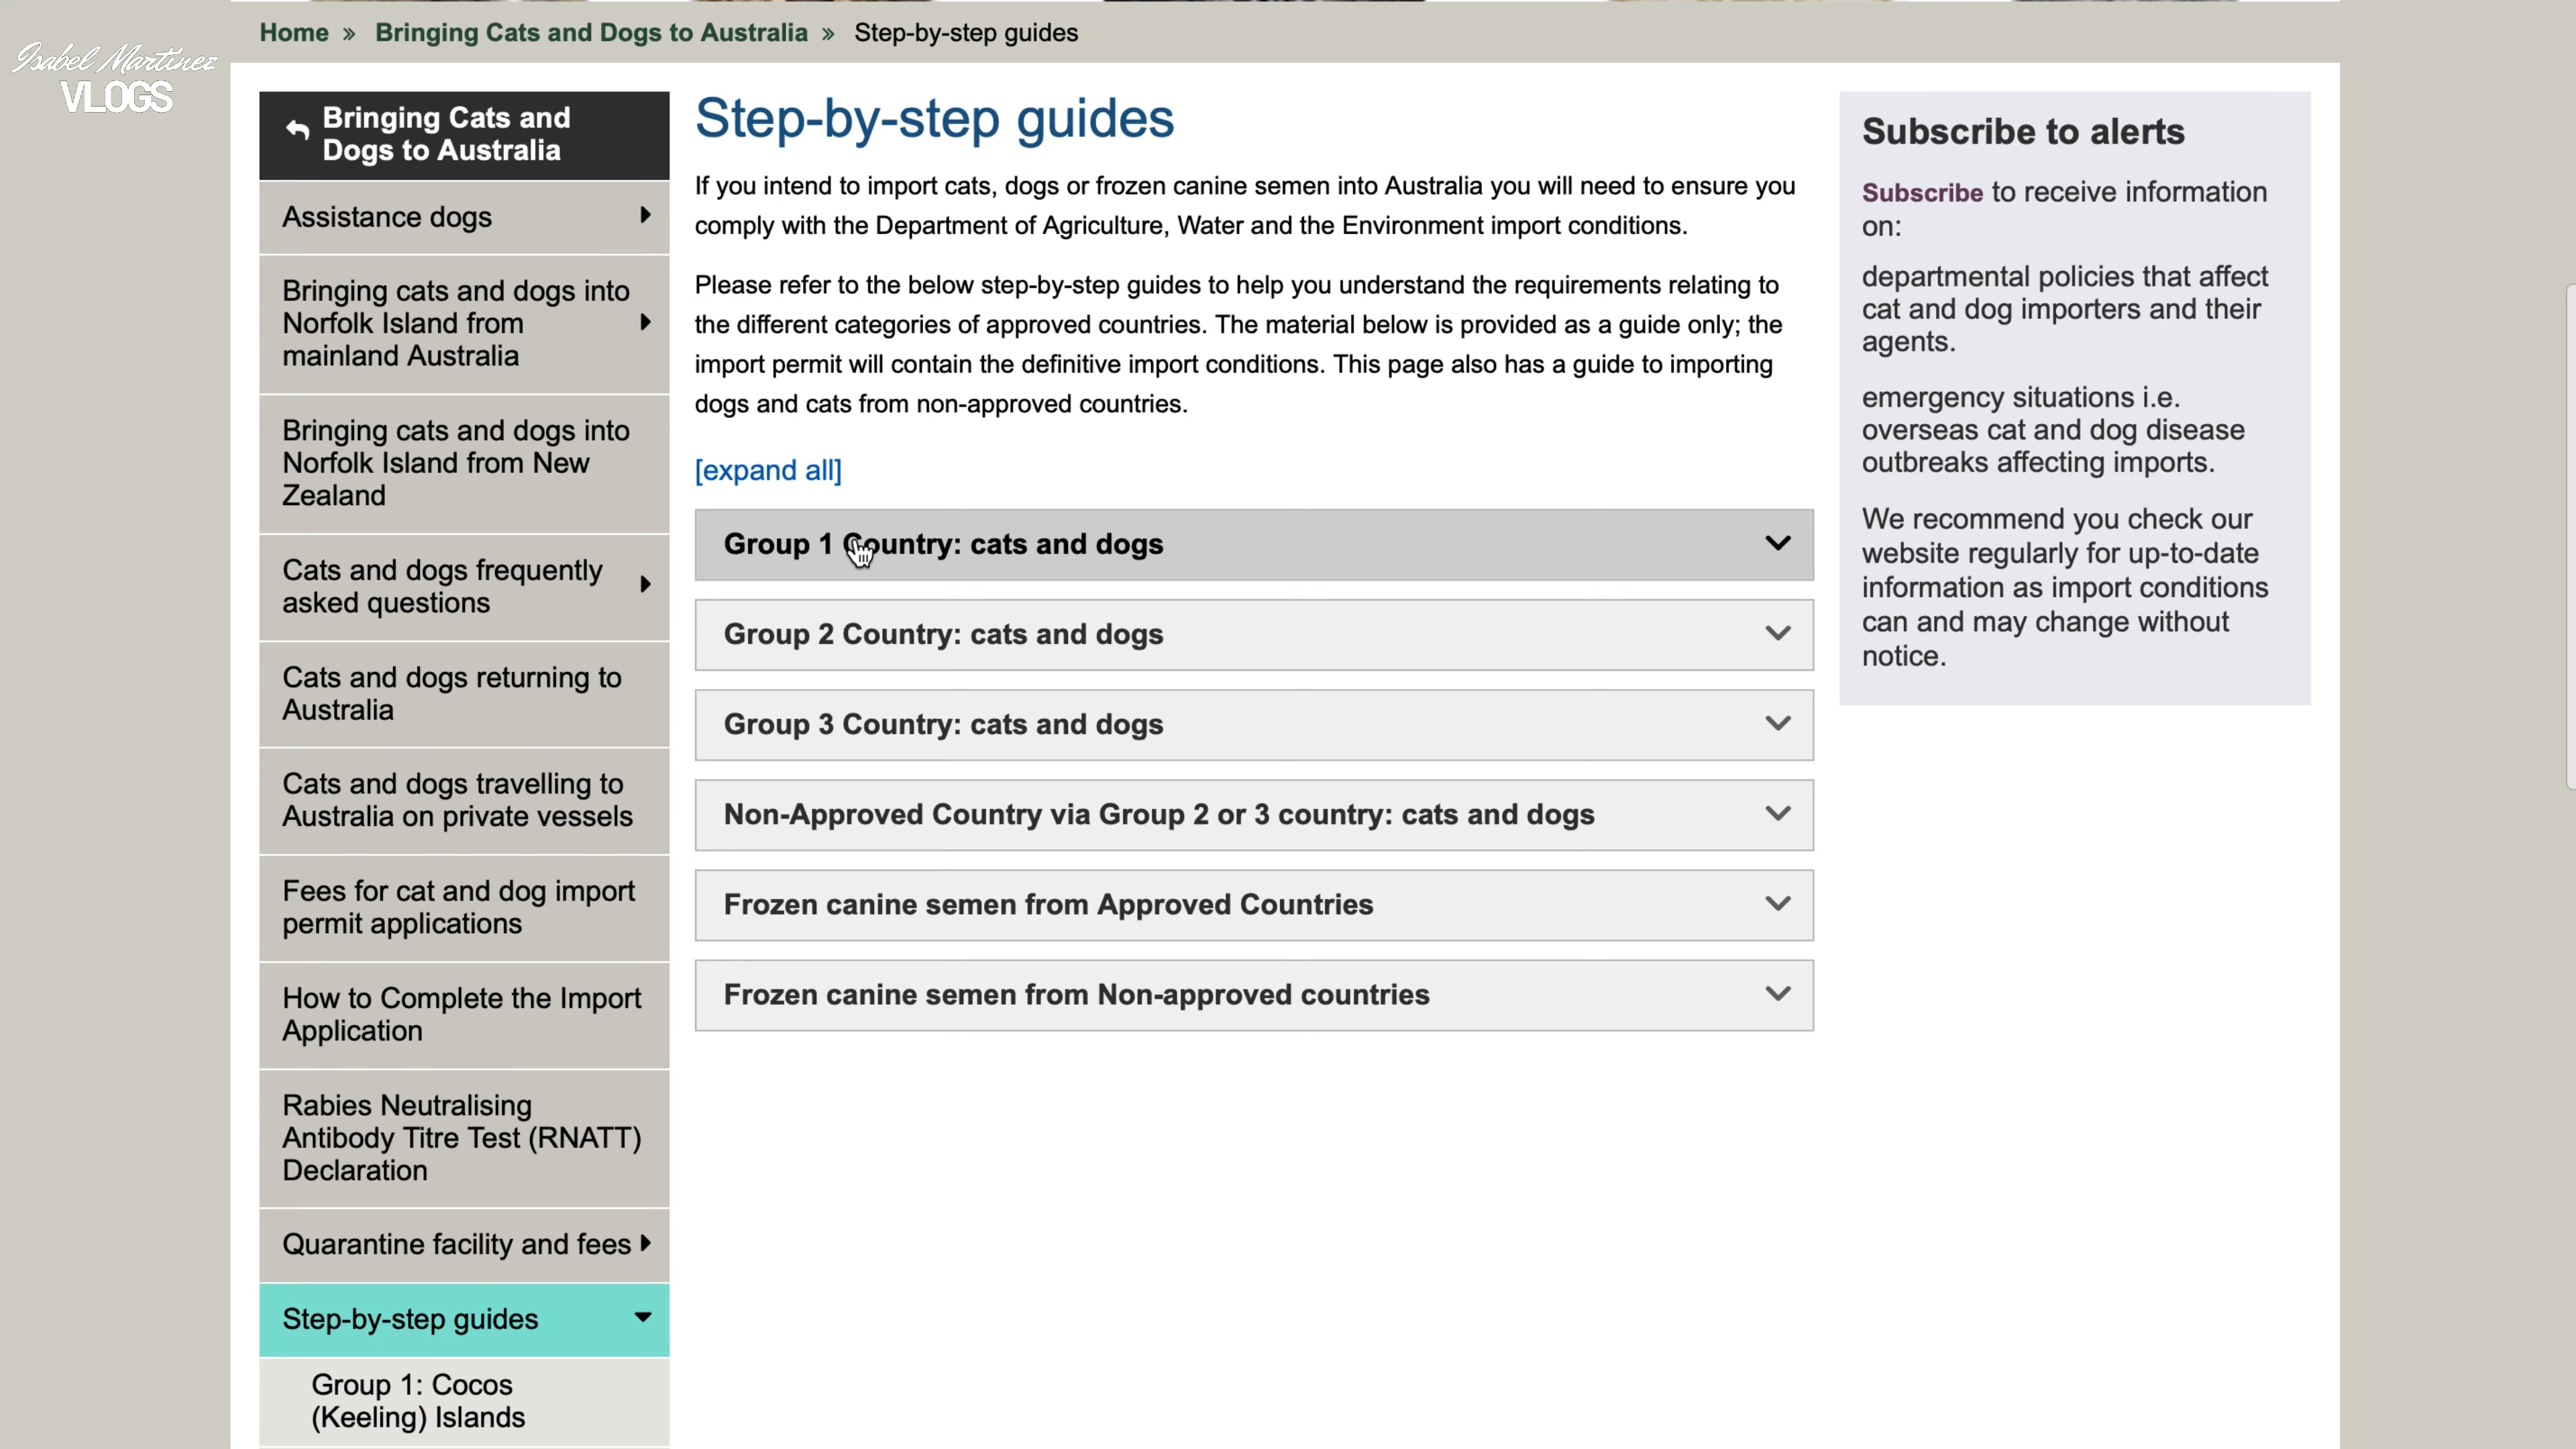 Home » Bringing Cats and Dogs to Australia » Step-by-step guides
Isabel Martinez
VLOGS
Bringing Cats and
Dogs to Australia
Assistance dogs
Bringing cats and dogs into
Norfolk Island from
mainland Australia
Bringing cats and dogs into
Norfolk Island from New
Zealand
Cats and dogs frequently
asked questions
Cats and dogs returning to
Australia
Cats and dogs travelling to
Australia on private vessels
Fees for cat and dog import
permit applications
How to Complete the Import
Application
Rabies Neutralising
Antibody Titre Test (RNATT)
Declaration
Quarantine facility and fees
Step-by-step guides
Group 1: Cocos
(Keeling) Islands
Step-by-step guides
If you intend to import cats, dogs or frozen canine semen into Australia you will need to ensure you
comply with the Department of Agriculture, Water and the Environment import conditions.
Please refer to the below step-by-step guides to help you understand the requirements relating to
the different categories of approved countries. The material below is provided as a guide only; the
import permit will contain the definitive import conditions. This page also has a guide to importing
dogs and cats from non-approved countries.
[expand all]
Group 1 Country: cats and dogs
Group 2 Country: cats and dogs
Group 3 Country: cats and dogs
Non-Approved Country via Group 2 or 3 country: cats and dogs
Frozen canine semen from Approved Countries
Frozen canine semen from Non-approved countries
Subscribe to alerts
Subscribe to receive information
on:
departmental policies that affect
cat and dog importers and their
agents.
emergency situations i.e.
overseas cat and dog disease
outbreaks affecting imports.
We recommend you check our
website regularly for up-to-date
information as import conditions
can and may change without
notice.